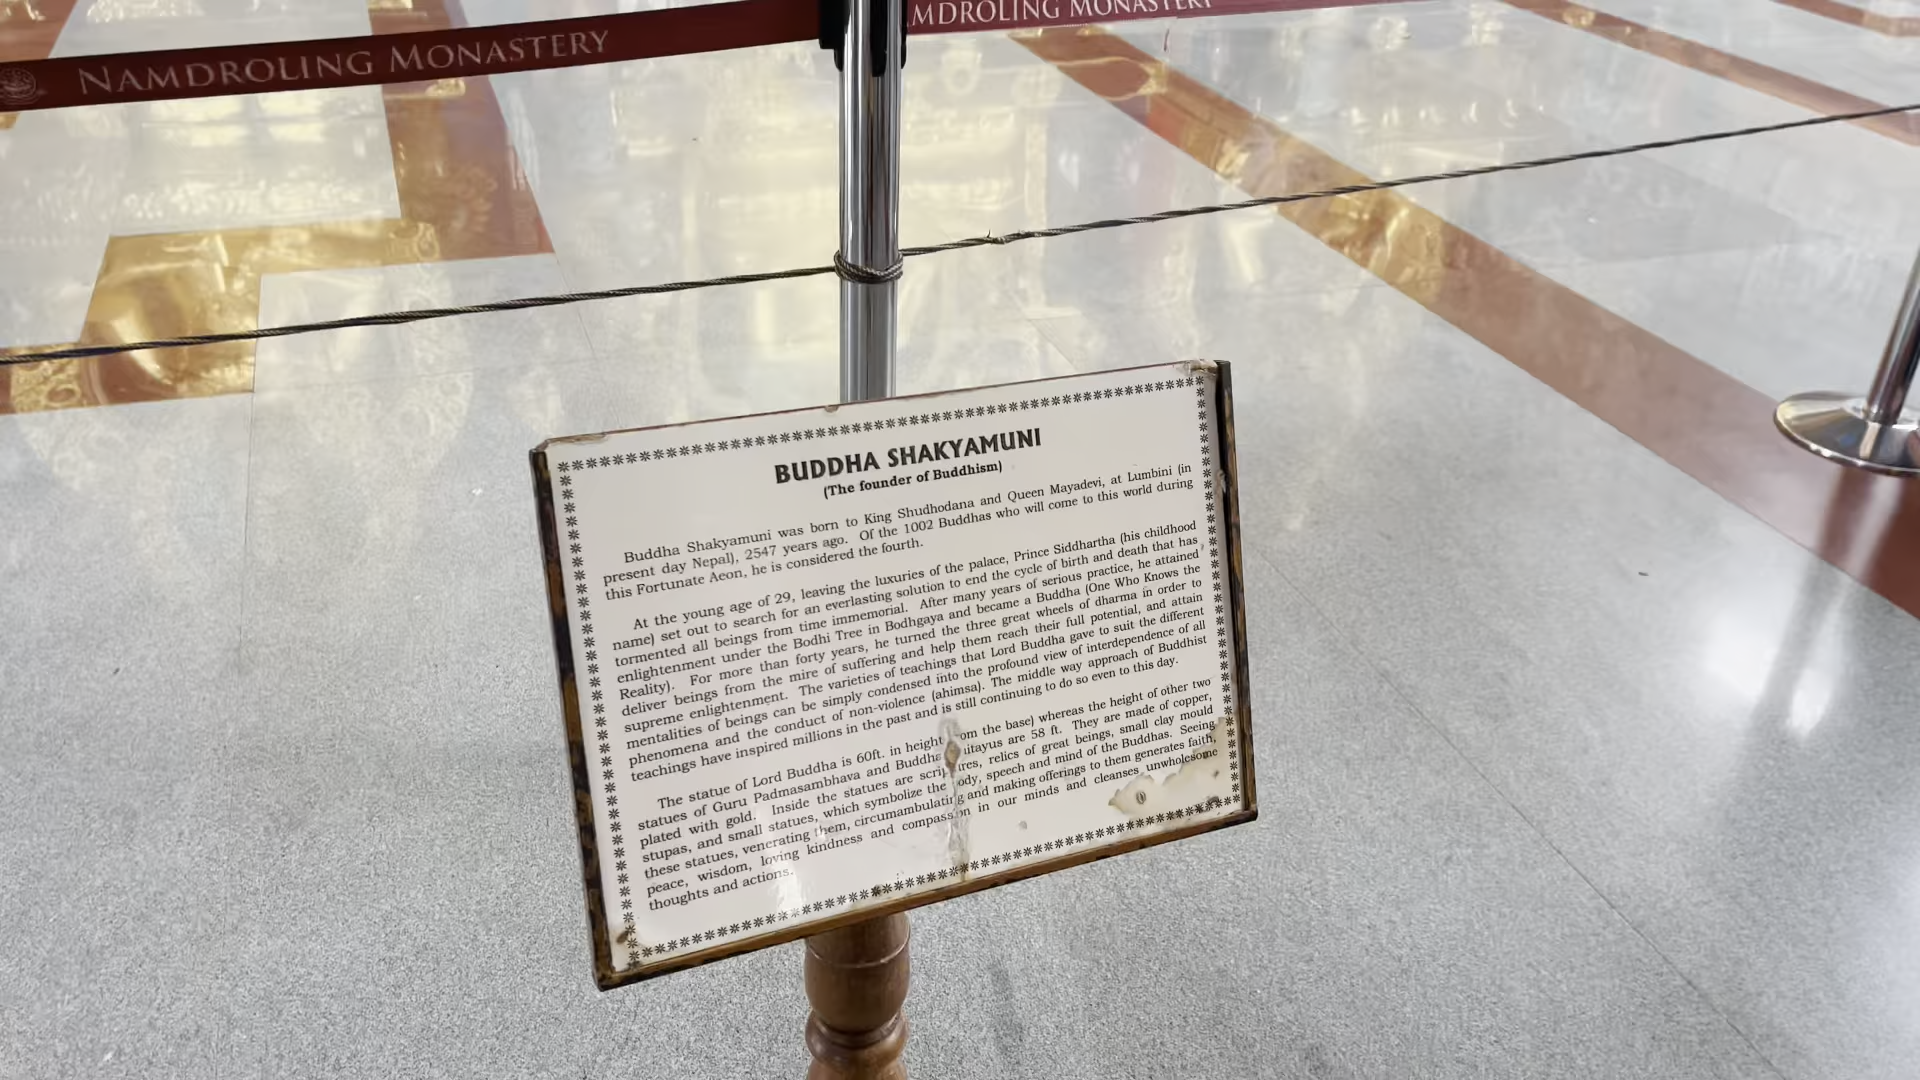 NAMDROLING MONASTERY
MDROLING MONASTERY
BUDDHA SHAKYAMUNI
(The founder of Buddhism)
Buddha Shakyamuni was born to King Shudhodana and Queen Mayadevi, at Lumbini (in
present day Nepal), 2547 years ago. Of the 1002 Buddhas who will come to this world during
this Fortunate Aeon, he is considered the fourth.
At the young age of 29, leaving the luxuries of the palace, Prince Siddhartha (his childhood
name) set out to search for an everlasting solution to end the cycle of birth and death that has
tormented all beings from time immemorial. After many years of serious practice, he attained
enlightenment under the Bodhi Tree in Bodhgaya and became a Buddha (One Who Knows the
Reality). For more than forty years, he turned the three great wheels of dharma in order to
deliver beings from the mire of suffering and help them reach their full potential, and attain
supreme enlightenment. The varieties of teachings that Lord Buddha gave to suit the different
mentalities of beings can be simply condensed into the profound view of interdependence of all
phenomena and the conduct of non-violence (ahimsa). The middle way approach of Buddhist
teachings have inspired millions in the past and is still continuing to do so even to this day.
The statue of Lord Buddha is 60ft. in height om the base) whereas the height of other two
statues of Guru Padmasambhava and Buddha itayus are 58 ft. They are made of copper,
plated with gold. Inside the statues are scrip res, relics of great beings, small clay mould
stupas, and small statues, which symbolize the ody, speech and mind of the Buddhas. Seeing
these statues, venerating them, circumambulating and making offerings to them generates faith,
peace, wisdom, loving kindness and compassion in our minds and cleanses unwholesome
thoughts and actions.